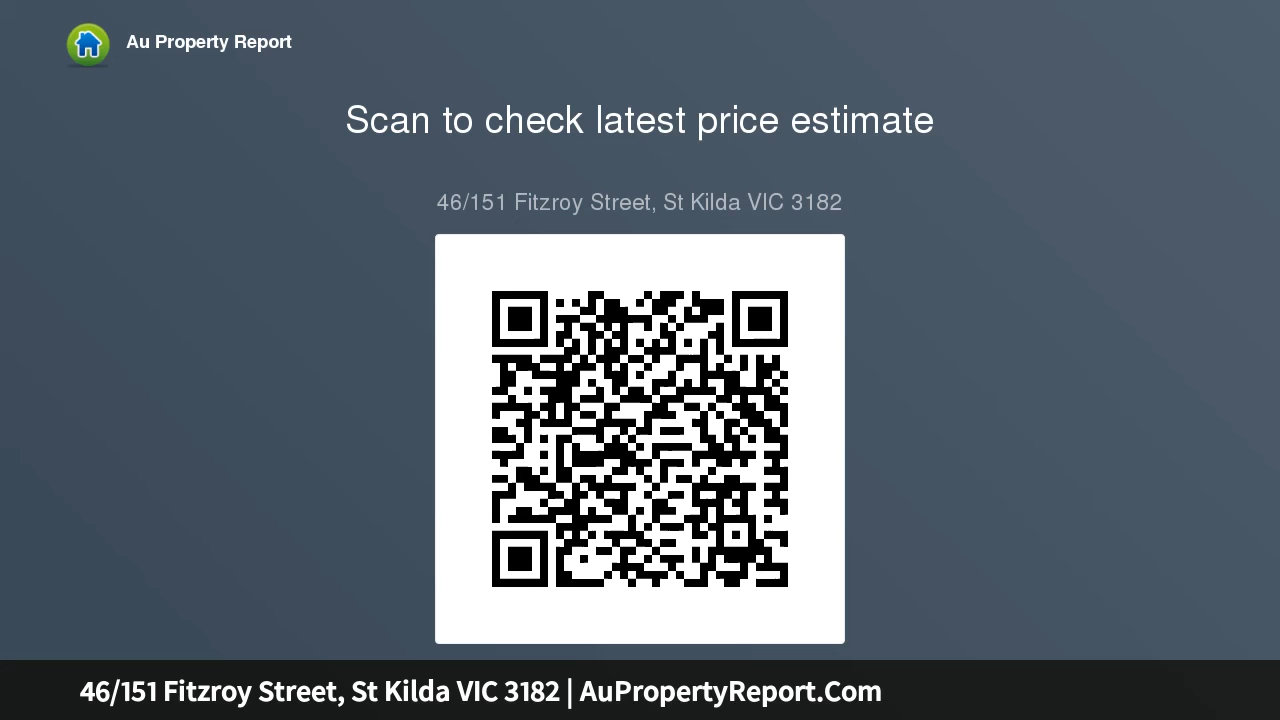 Au Property Report
Scan to check latest price estimate
46/151 Fitzroy Street, St Kilda VIC 3182
46/151 Fitzroy Street, St Kilda VIC 3182 | AuPropertyReport.Com